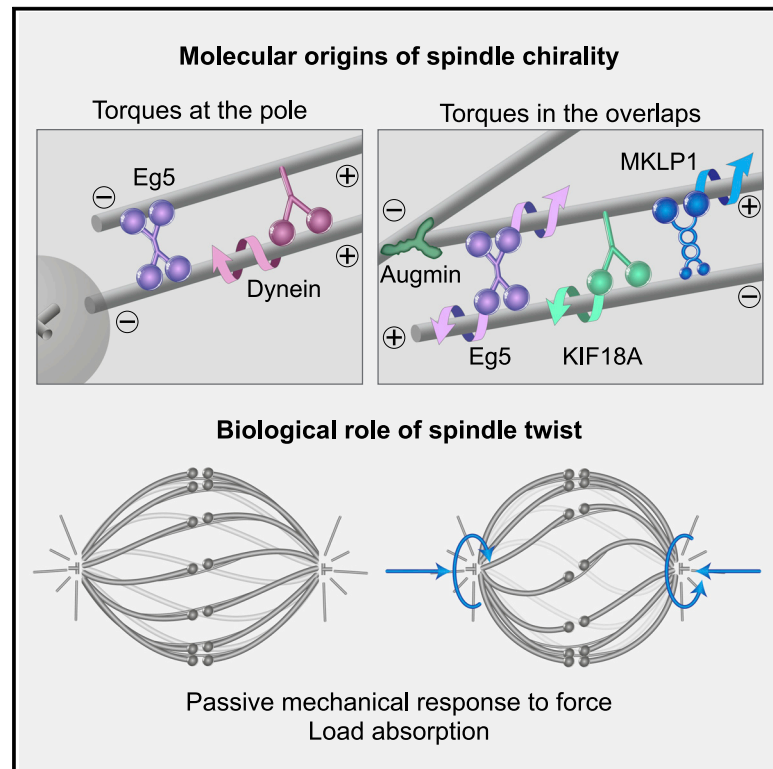 Molecular origins of spindle chirality
Torques at the pole
Torques in the overlaps
Eg5
Dynein
MKLP1
Augmin
Eg5
KIF18A
−
+
−
+
−
+
+
−
Biological role of spindle twist
Passive mechanical response to force
Load absorption